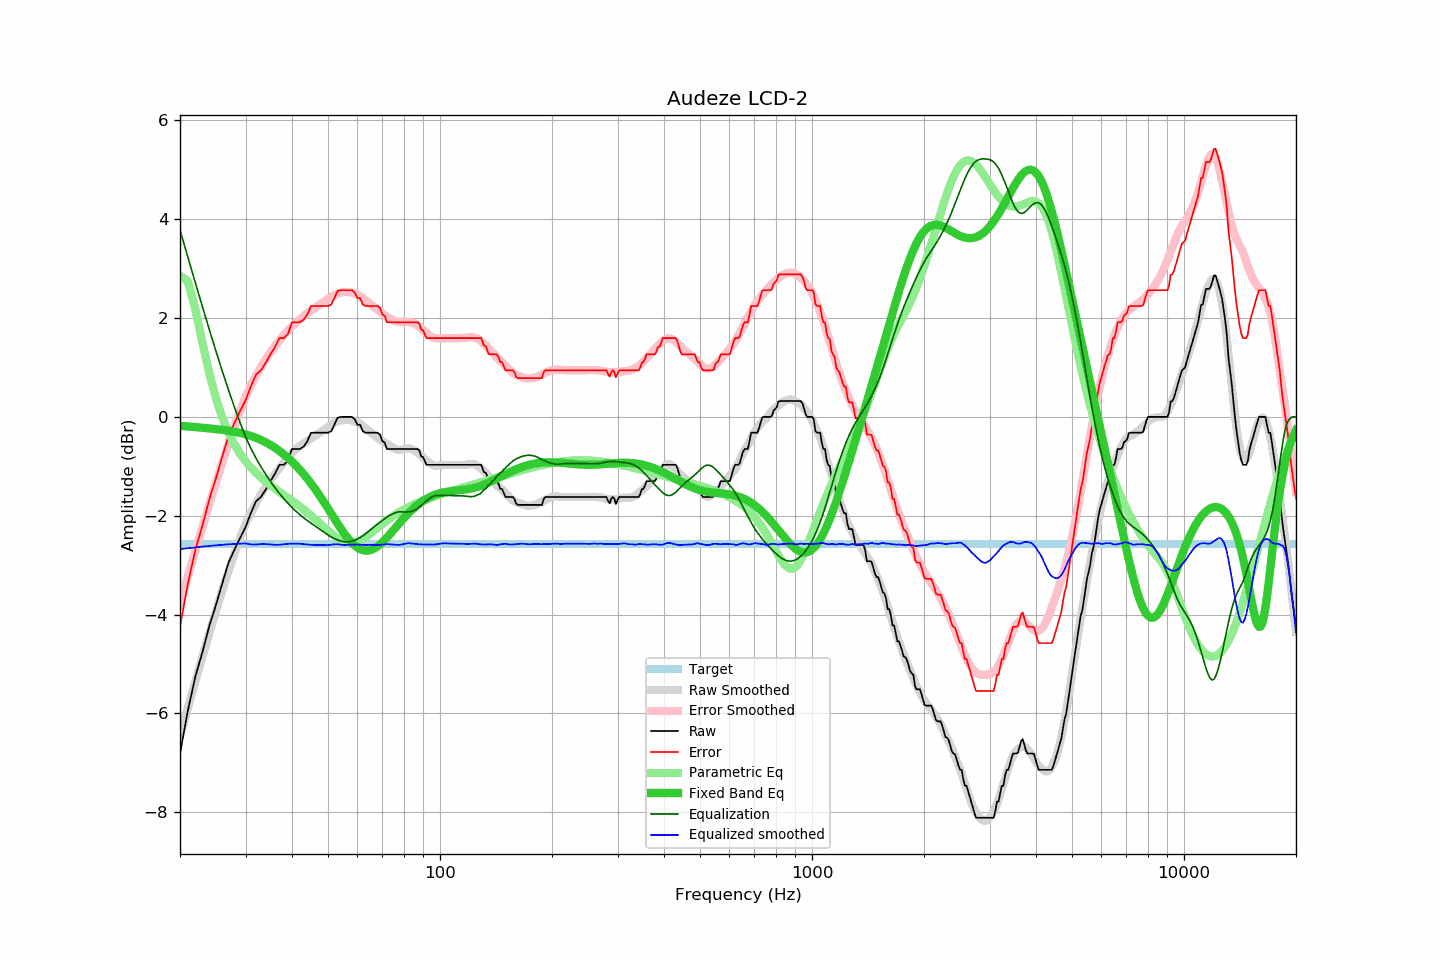 Audeze LCD-2
6
4
2
0
−2
−4
−6
−8
Amplitude (dBr)
Target
Raw Smoothed
Error Smoothed
Raw
Error
Parametric Eq
Fixed Band Eq
Equalization
Equalized smoothed
100 1000 10000
Frequency (Hz)